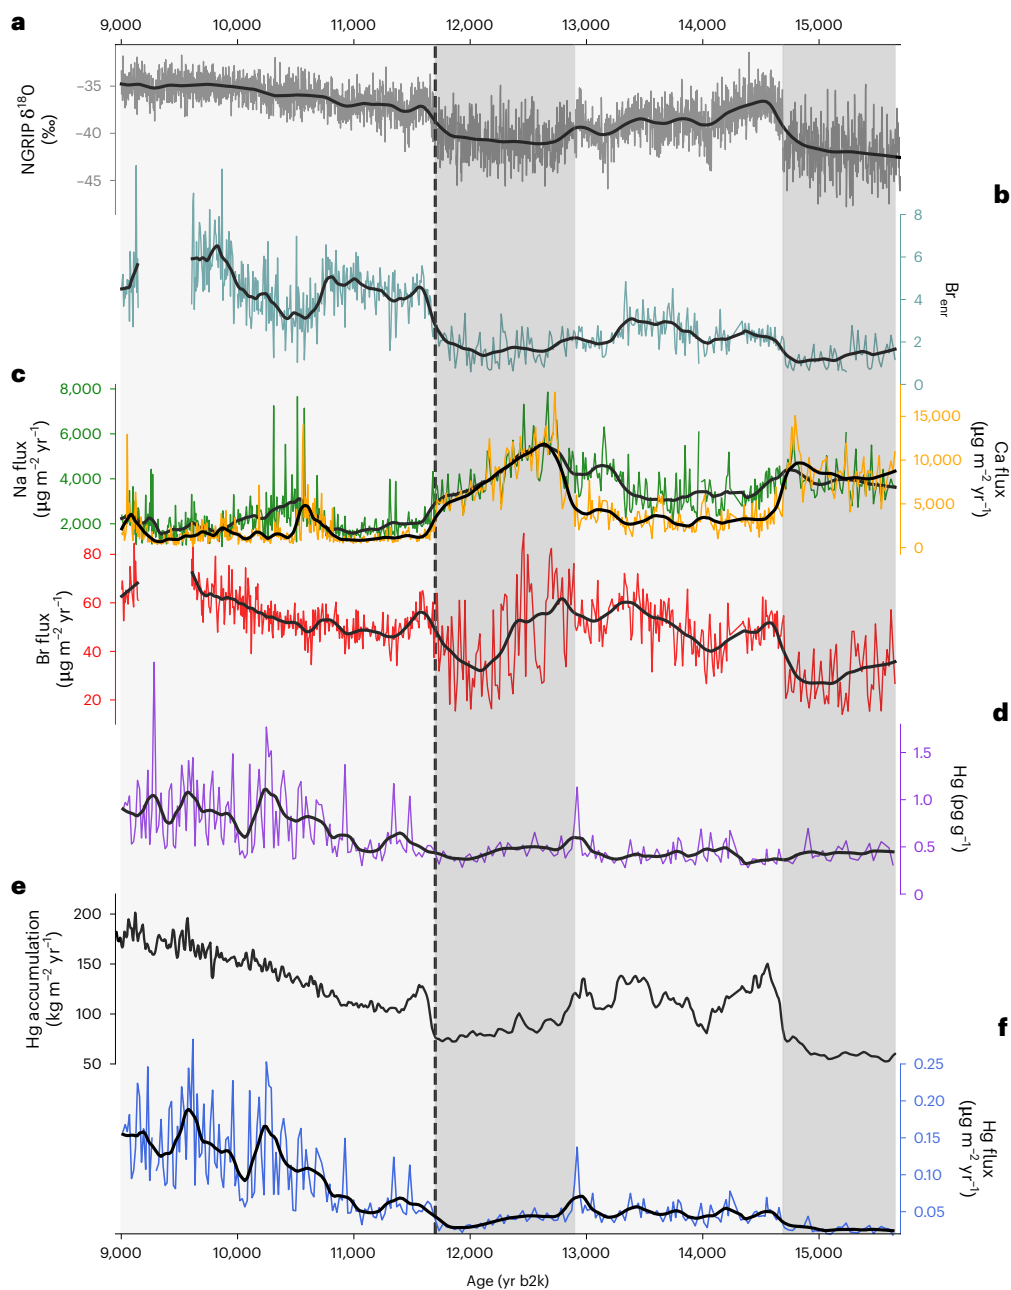 a
9,000 10,000 11,000 12,000 13,000 14,000 15,000
NGRIP δ¹⁸O
(‰)
−35
−40
−45
b
8
6
4
2
0
Br_enr
c
8,000
6,000
4,000
2,000
Na flux
(µg m⁻² yr⁻¹)
15,000
10,000
5,000
0
Ca flux
(µg m⁻² yr⁻¹)
80
60
40
20
Br flux
(µg m⁻² yr⁻¹)
d
1.5
1.0
0.5
0
Hg (pg g⁻¹)
e
200
150
100
50
Hg accumulation
(kg m⁻² yr⁻¹)
f
0.25
0.20
0.15
0.10
0.05
Hg flux
(µg m⁻² yr⁻¹)
9,000 10,000 11,000 12,000 13,000 14,000 15,000
Age (yr b2k)